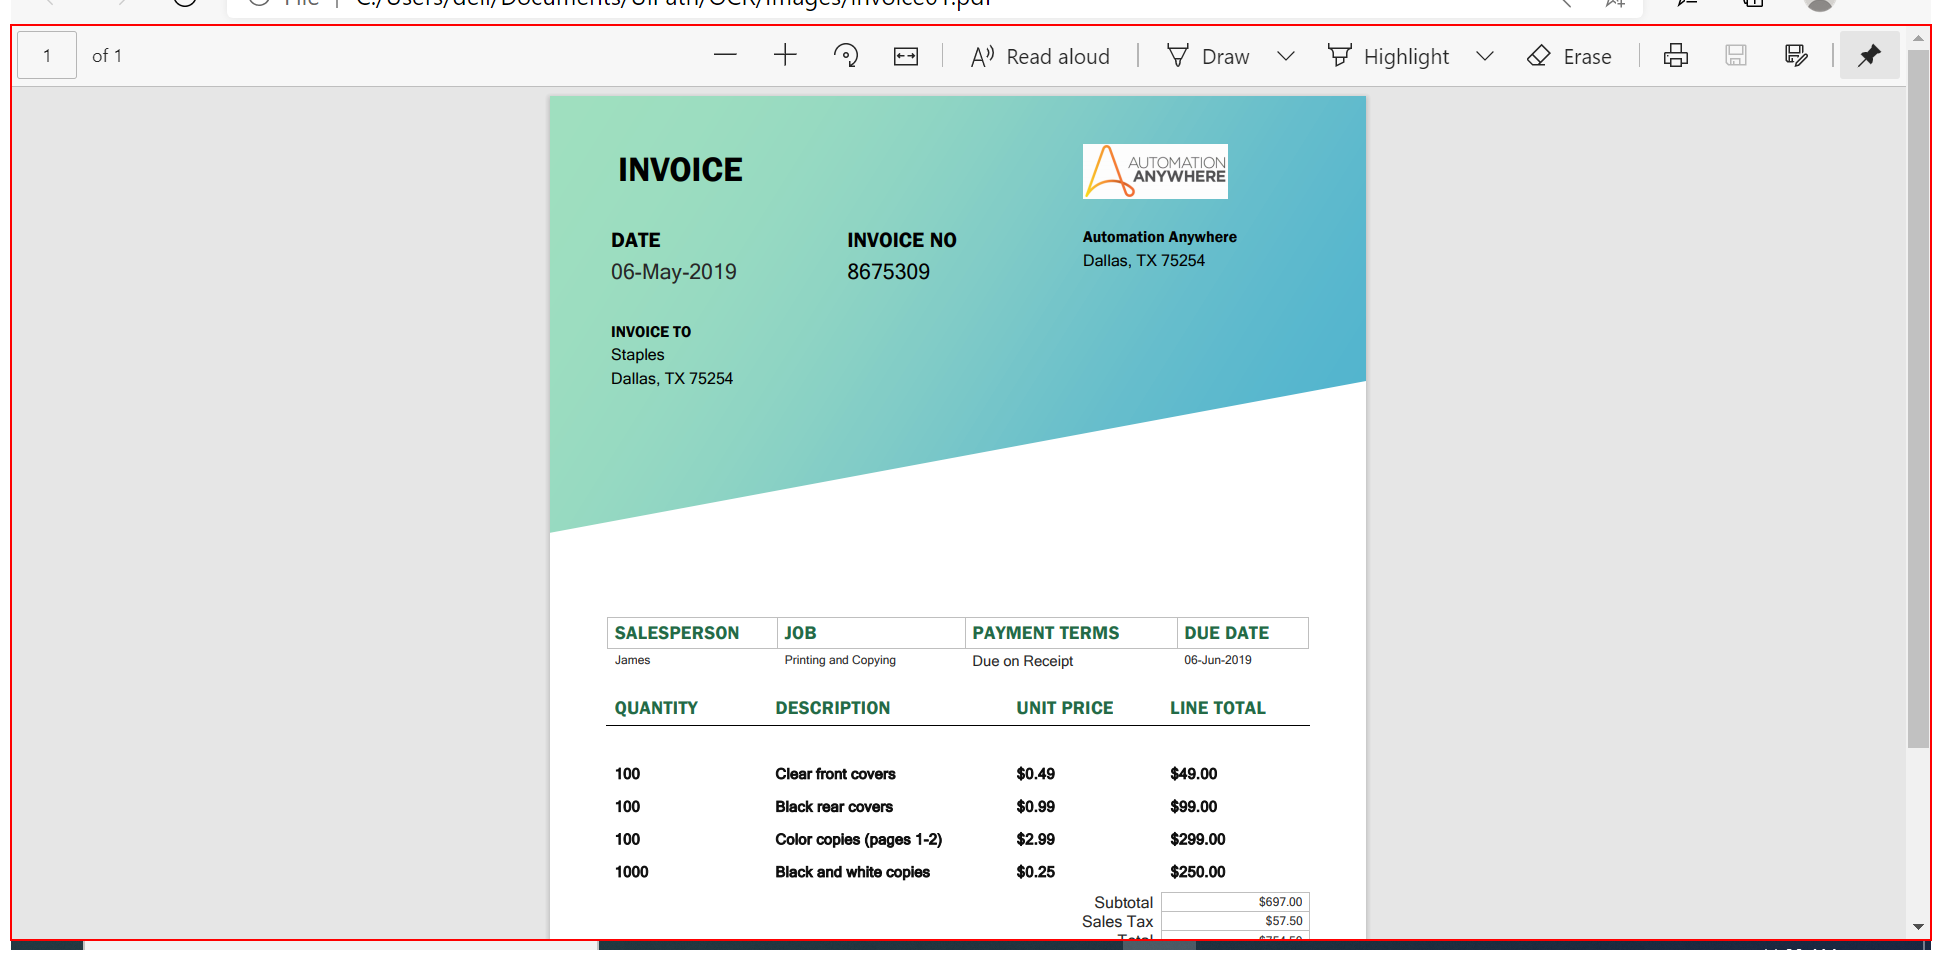 File C:/Users/dell/Documents/UiPath/OCR/Images/Invoice01.pdf
1 of 1 Read aloud Draw Highlight Erase
INVOICE
AUTOMATION
ANYWHERE
DATE INVOICE NO Automation Anywhere
06-May-2019 8675309 Dallas, TX 75254
INVOICE TO
Staples
Dallas, TX 75254
SALESPERSON JOB PAYMENT TERMS DUE DATE
James Printing and Copying Due on Receipt 06-Jun-2019
QUANTITY DESCRIPTION UNIT PRICE LINE TOTAL
100 Clear front covers $0.49 $49.00
100 Black rear covers $0.99 $99.00
100 Color copies (pages 1-2) $2.99 $299.00
1000 Black and white copies $0.25 $250.00
Subtotal $697.00
Sales Tax $57.50
Total $754.50